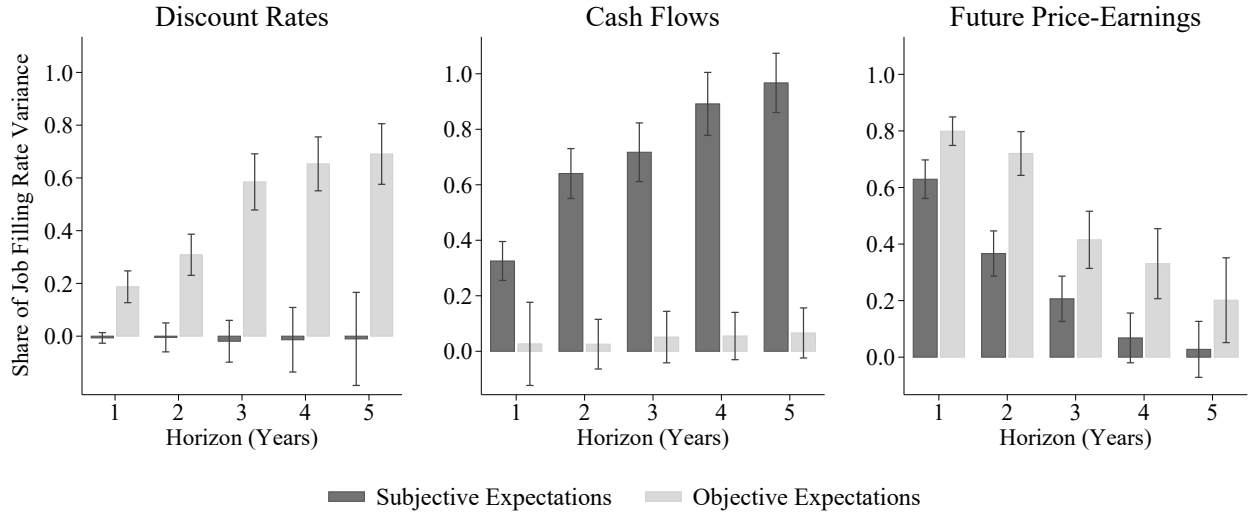 Discount Rates
Cash Flows
Future Price-Earnings
Share of Job Filling Rate Variance
1.0
0.8
0.6
0.4
0.2
0.0
1 2 3 4 5
Horizon (Years)
1.0
0.8
0.6
0.4
0.2
0.0
1 2 3 4 5
Horizon (Years)
1.0
0.8
0.6
0.4
0.2
0.0
1 2 3 4 5
Horizon (Years)
Subjective Expectations
Objective Expectations